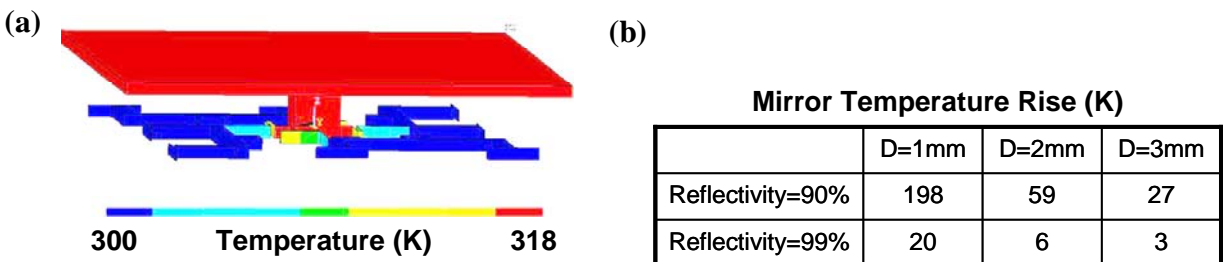 (a)
300 Temperature (K) 318
(b)
Mirror Temperature Rise (K)
D=1mm D=2mm D=3mm
Reflectivity=90% 198 59 27
Reflectivity=99% 20 6 3